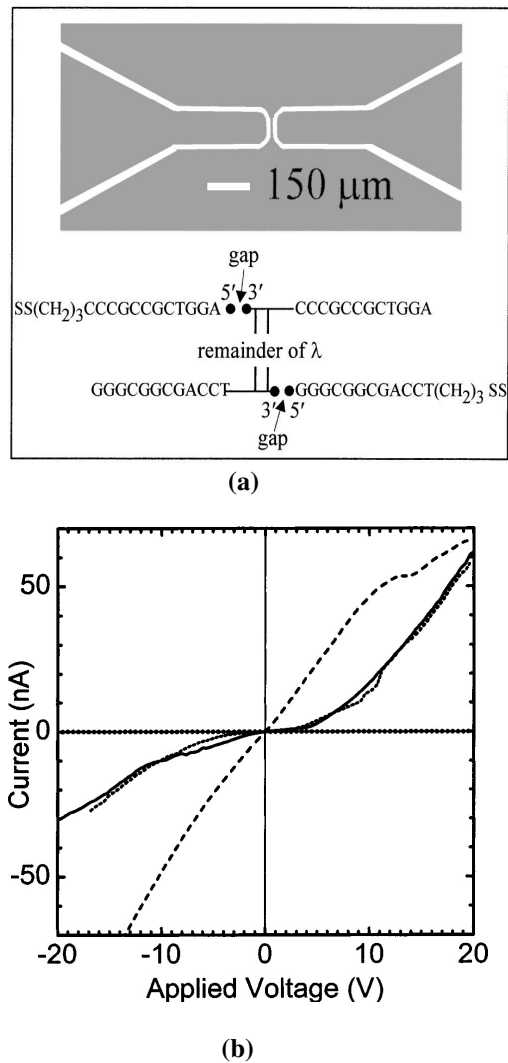 150 μm
gap
5′ 3′
SS(CH2)3CCCGCCGCTGGA CCCGCCGCTGGA
remainder of λ
GGGCGGCGACCT GGGCGGCGACCT(CH2)3 SS
3′ 5′
gap
(a)
50
0
-50
Current (nA)
-20 -10 0 10 20
Applied Voltage (V)
(b)